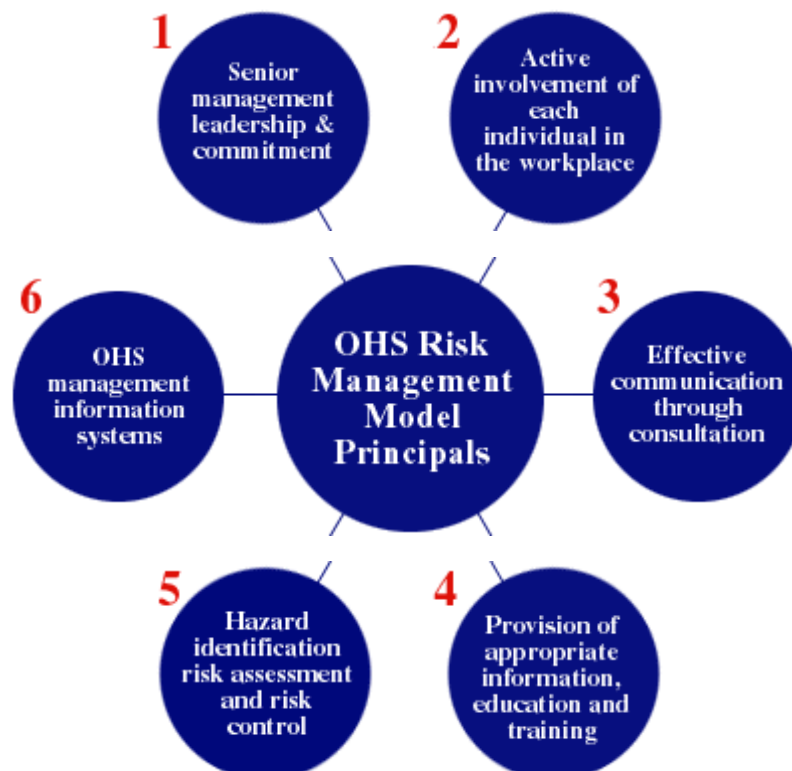 1
Senior
management
leadership &
commitment
2
Active
involvement of
each
individual in
the workplace
6
OHS
management
information
systems
OHS Risk
Management
Model
Principals
3
Effective
communication
through
consultation
5
Hazard
identification
risk assessment
and risk
control
4
Provision of
appropriate
information,
education and
training